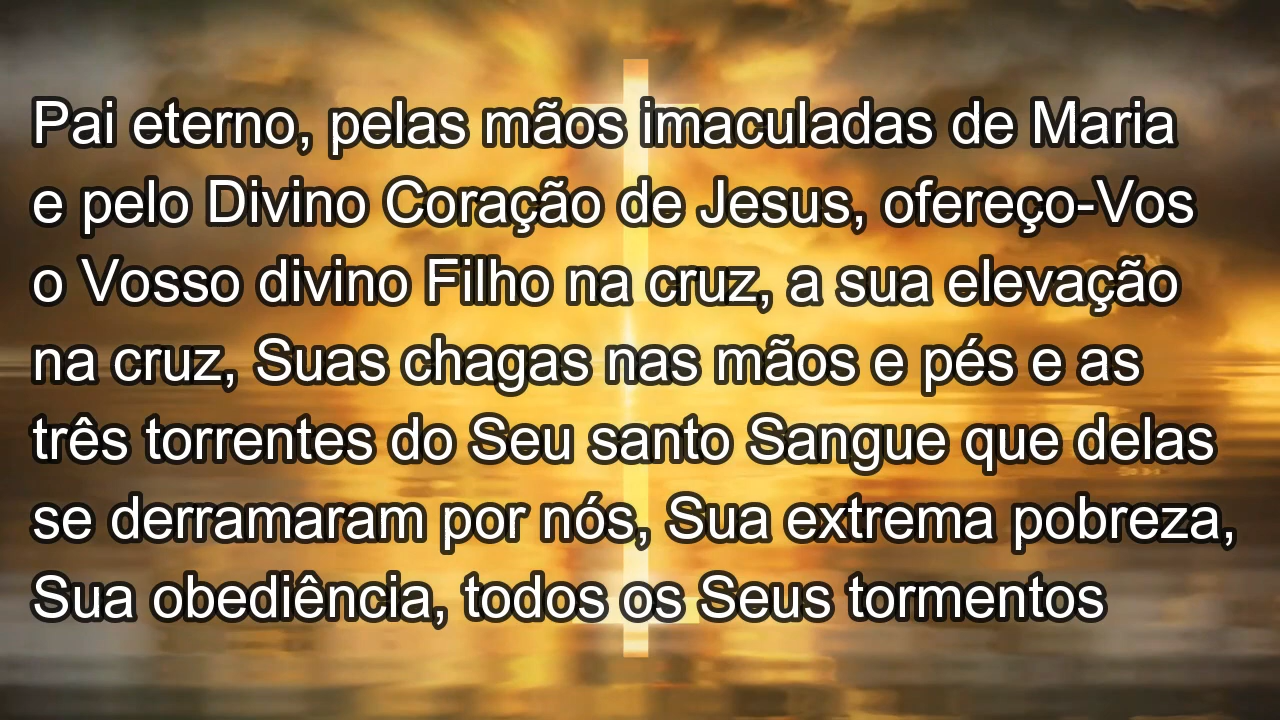 Pai eterno, pelas mãos imaculadas de Maria
e pelo Divino Coração de Jesus, ofereço-Vos
o Vosso divino Filho na cruz, a sua elevação
na cruz, Suas chagas nas mãos e pés e as
três torrentes do Seu santo Sangue que delas
se derramaram por nós, Sua extrema pobreza,
Sua obediência, todos os Seus tormentos